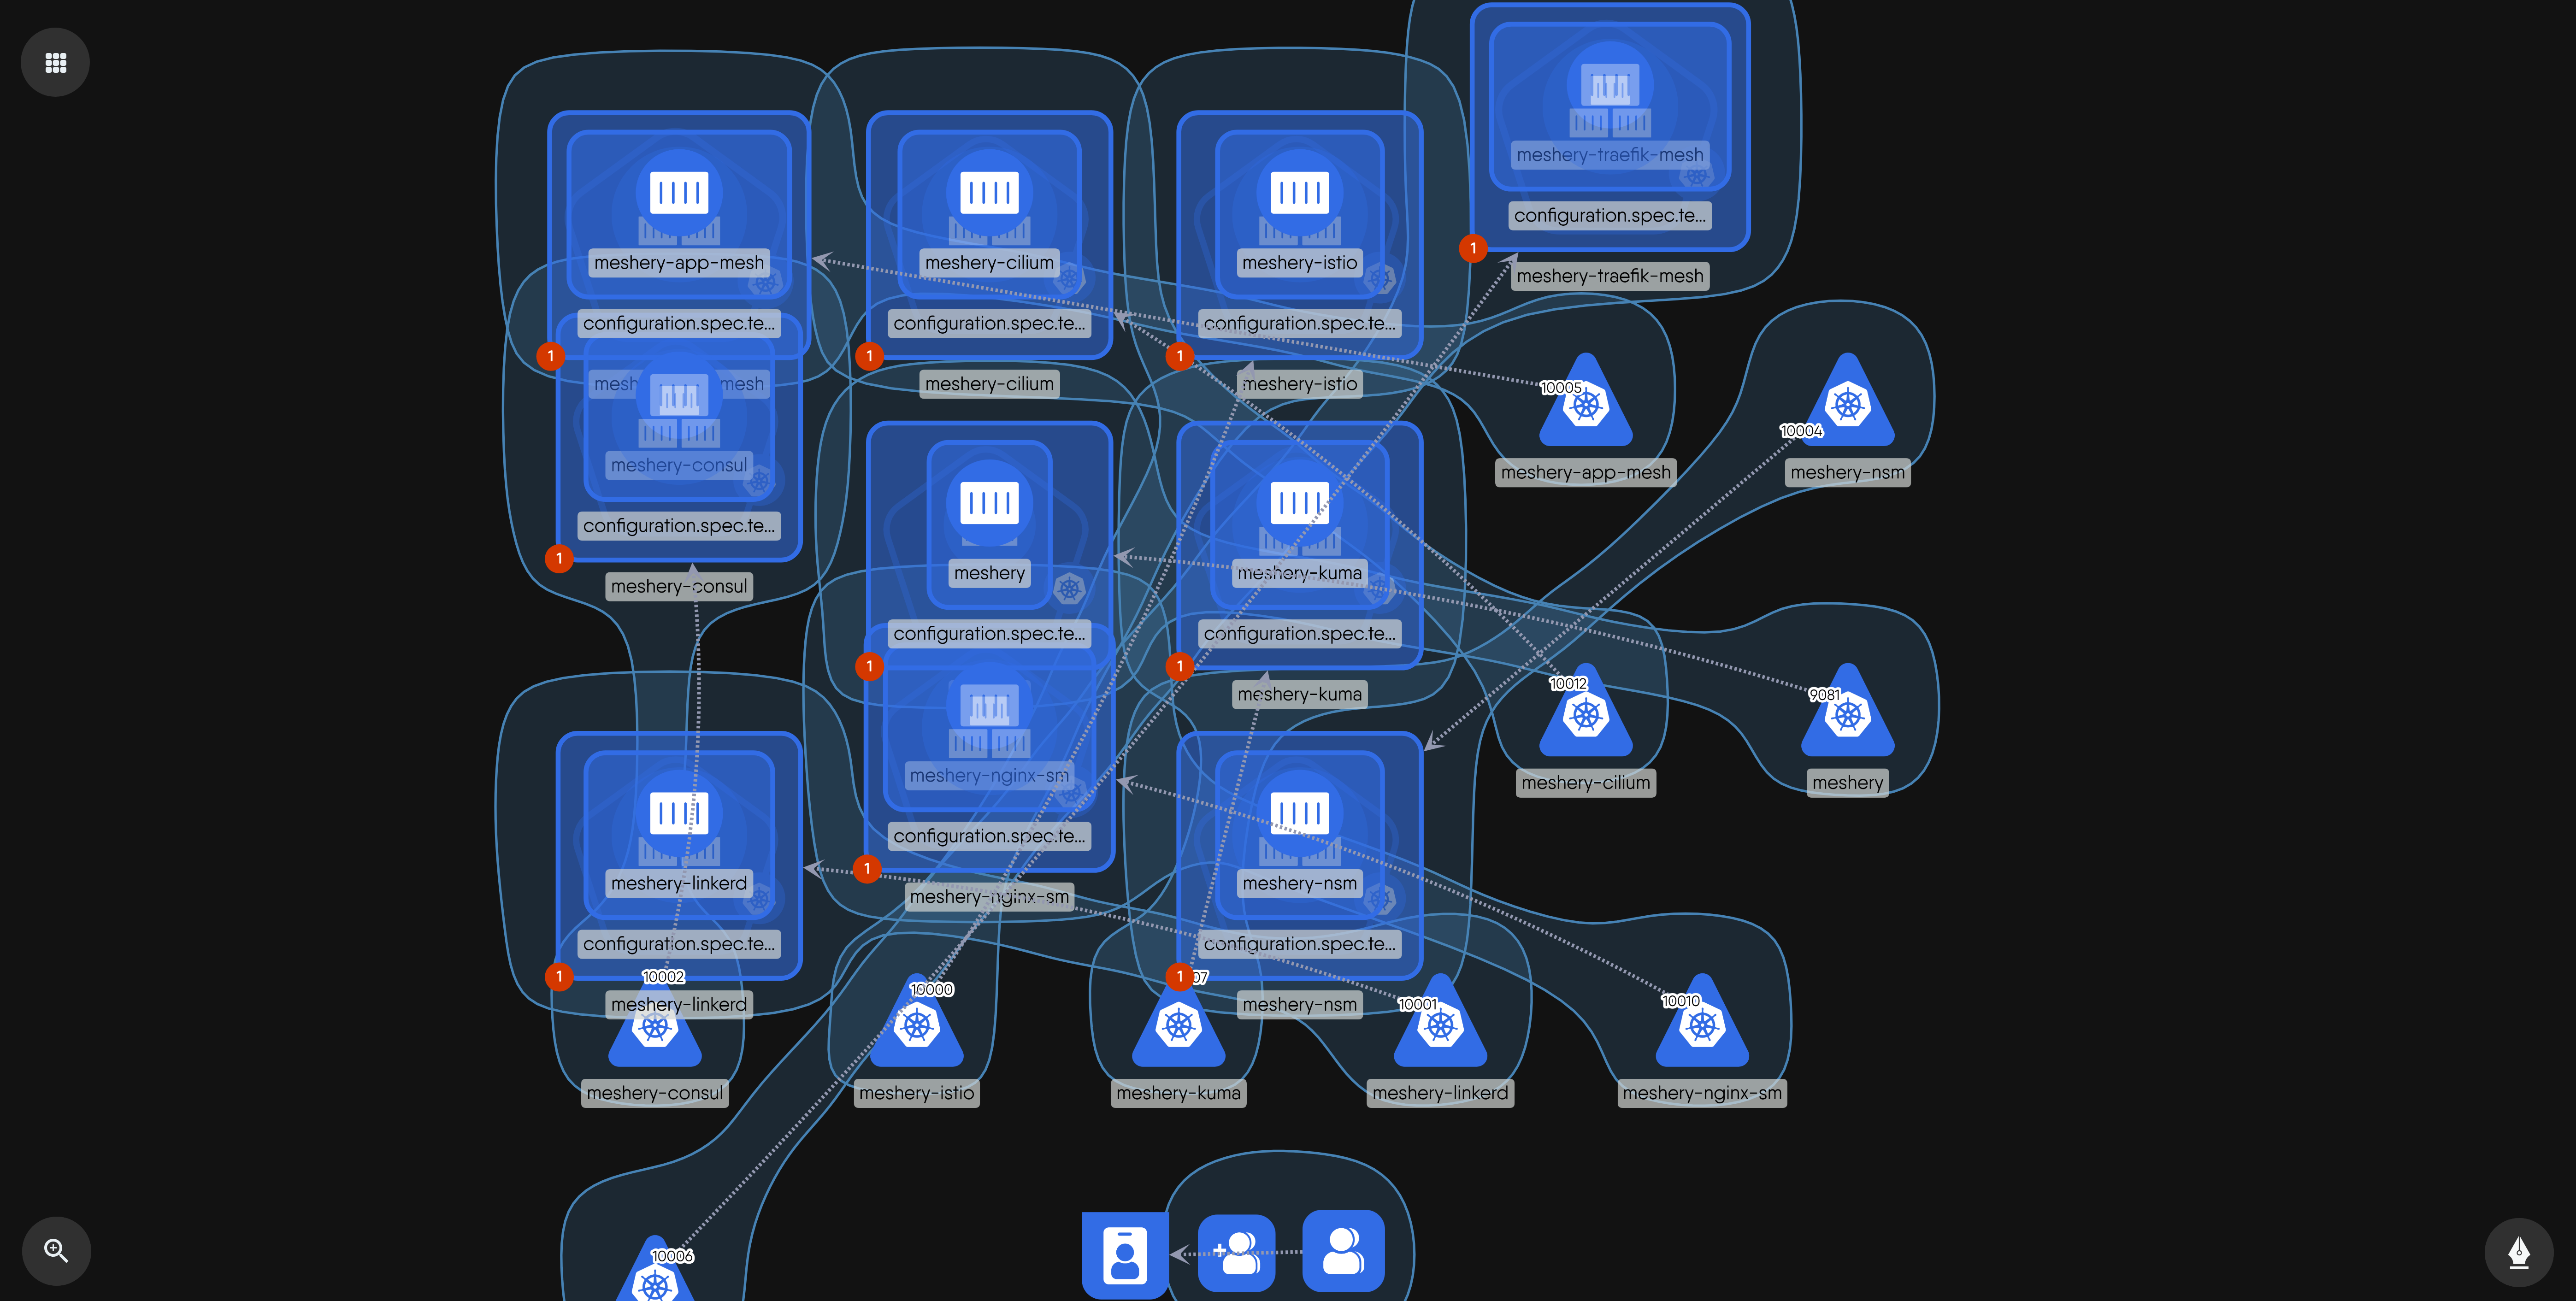 meshery-traefik-mesh
configuration.spec.te...
1
meshery-traefik-mesh
meshery-app-mesh
meshery-cilium
meshery-istio
configuration.spec.te...
configuration.spec.te...
configuration.spec.te...
1
1
1
meshery-cilium
meshery-istio
10005
10004
meshery-consul
meshery-app-mesh
meshery-nsm
configuration.spec.te...
1
meshery-consul
meshery
meshery-kuma
configuration.spec.te...
configuration.spec.te...
1
1
meshery-kuma
10012
9081
meshery-nginx-sm
meshery-cilium
meshery
configuration.spec.te...
1
meshery-nginx-sm
meshery-linkerd
meshery-nsm
configuration.spec.te...
configuration.spec.te...
1
10002
1
07
meshery-linkerd
10000
meshery-nsm
10001
10010
meshery-consul
meshery-istio
meshery-kuma
meshery-linkerd
meshery-nginx-sm
10006